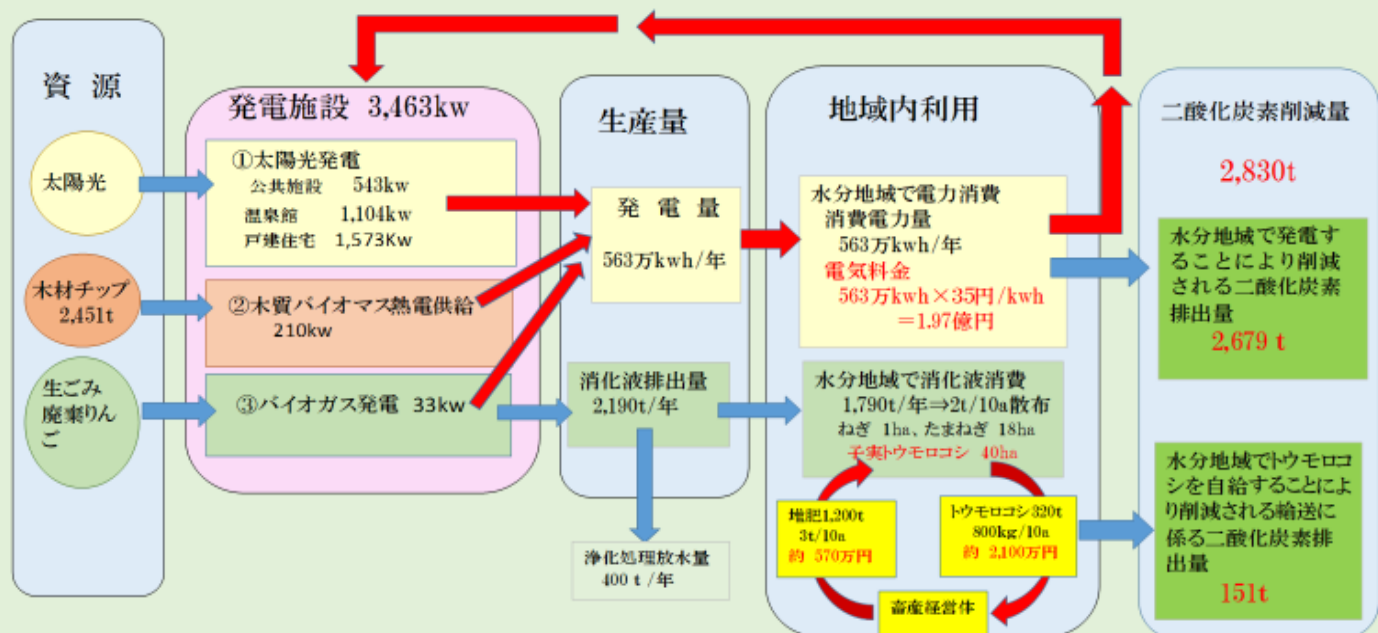 資 源
太陽光
木材チップ
2,451t
生ごみ
廃棄りん
ご
発電施設 3,463kw
①太陽光発電
公共施設 543kw
温泉館 1,104kw
戸建住宅 1,573Kw
②木質バイオマス熱電供給
210kw
③バイオガス発電 33kw
生産量
発 電 量
563万kwh/年
消化液排出量
2,190t/年
浄化処理放水量
400 t /年
地域内利用
水分地域で電力消費
消費電力量
563万kwh/年
電気料金
563万kwh×35円/kwh
＝1.97億円
水分地域で消化液消費
1,790t/年⇒2t/10a散布
ねぎ 1ha、たまねぎ 18ha
子実トウモロコシ 40ha
堆肥1,200t
3t/10a
約 570万円
トウモロコシ320t
800kg/10a
約 2,100万円
畜産経営体
二酸化炭素削減量
2,830t
水分地域で発電す
ることにより削減
される二酸化炭素
排出量
2,679 t
水分地域でトウモロコ
シを自給することによ
り削減される輸送に
係る二酸化炭素排
出量
151t